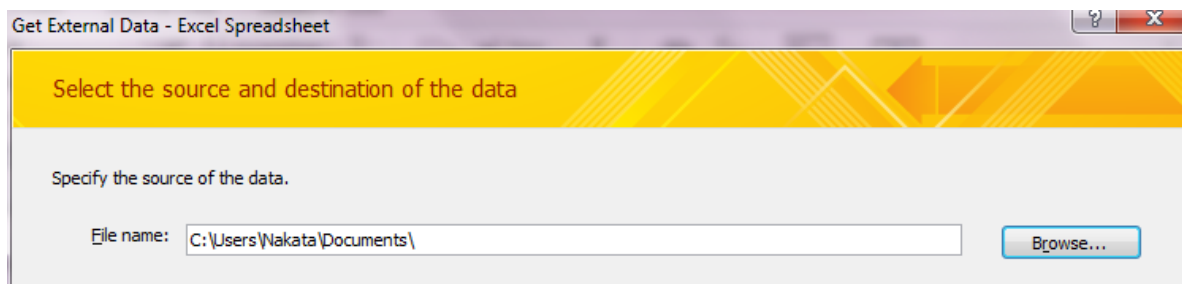 Get External Data - Excel Spreadsheet
Select the source and destination of the data
Specify the source of the data.
File name: C:\Users\Nakata\Documents\ Browse...